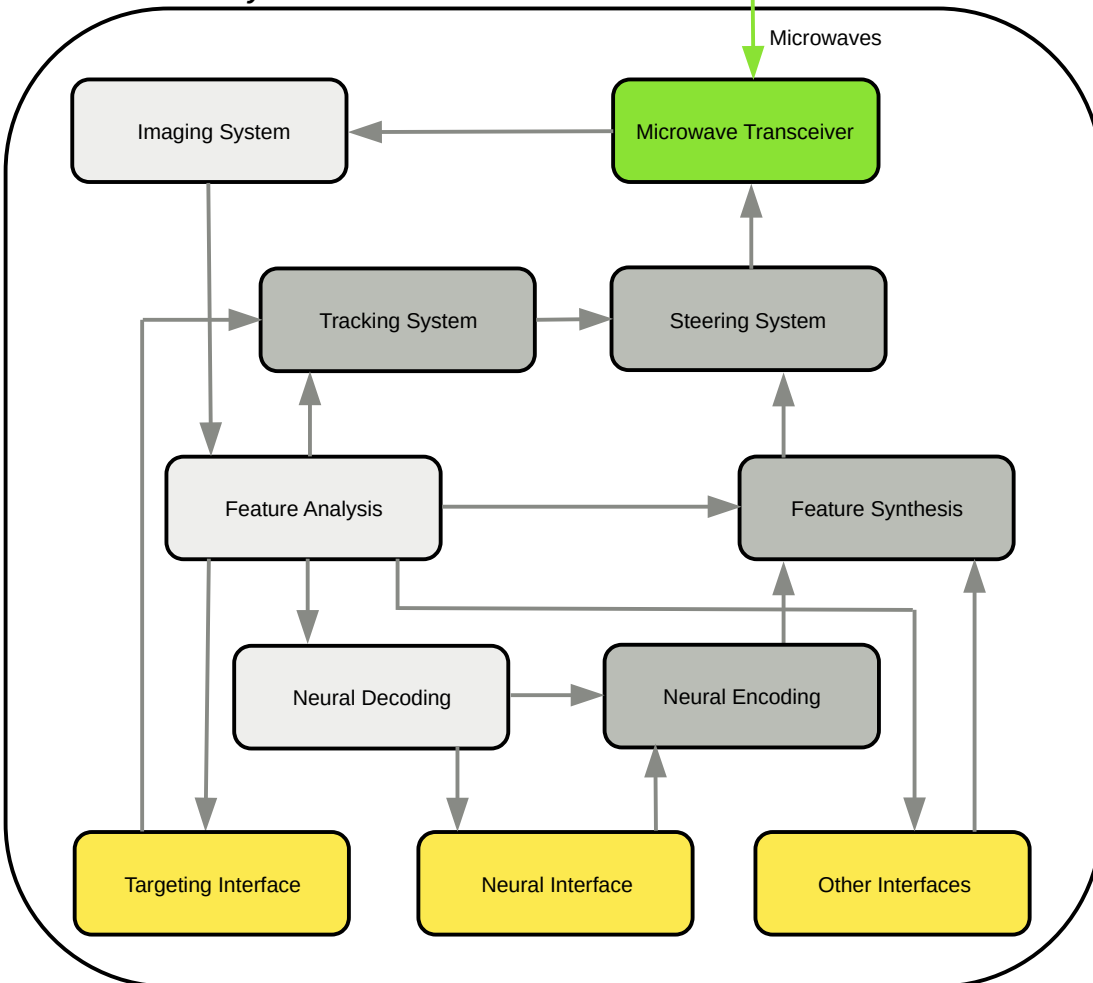 Microwaves
Imaging System
Microwave Transceiver
Tracking System
Steering System
Feature Analysis
Feature Synthesis
Neural Decoding
Neural Encoding
Targeting Interface
Neural Interface
Other Interfaces